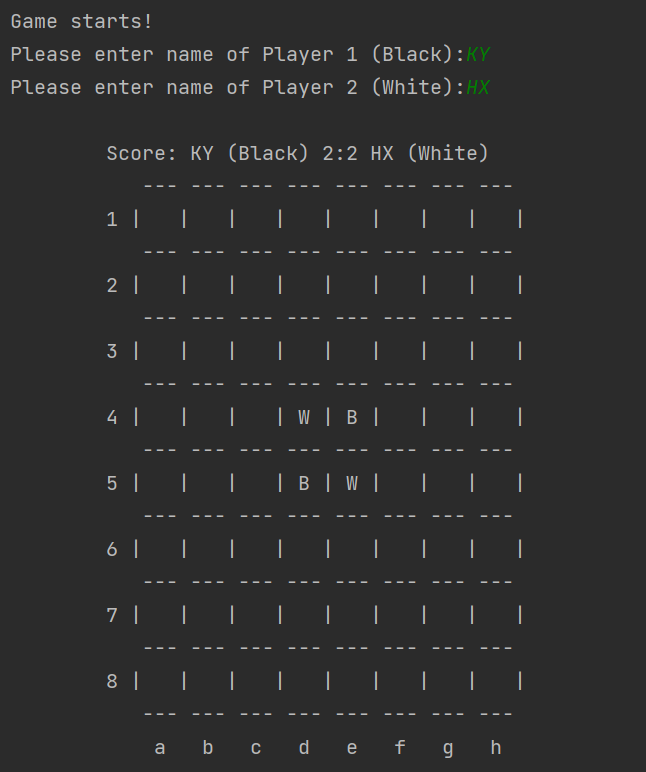 Game starts!
Please enter name of Player 1 (Black):KY
Please enter name of Player 2 (White):HX
Score: KY (Black) 2:2 HX (White)
   --- --- --- --- --- --- --- ---
1 |   |   |   |   |   |   |   |   |
   --- --- --- --- --- --- --- ---
2 |   |   |   |   |   |   |   |   |
   --- --- --- --- --- --- --- ---
3 |   |   |   |   |   |   |   |   |
   --- --- --- --- --- --- --- ---
4 |   |   |   | W | B |   |   |   |
   --- --- --- --- --- --- --- ---
5 |   |   |   | B | W |   |   |   |
   --- --- --- --- --- --- --- ---
6 |   |   |   |   |   |   |   |   |
   --- --- --- --- --- --- --- ---
7 |   |   |   |   |   |   |   |   |
   --- --- --- --- --- --- --- ---
8 |   |   |   |   |   |   |   |   |
   --- --- --- --- --- --- --- ---
    a   b   c   d   e   f   g   h